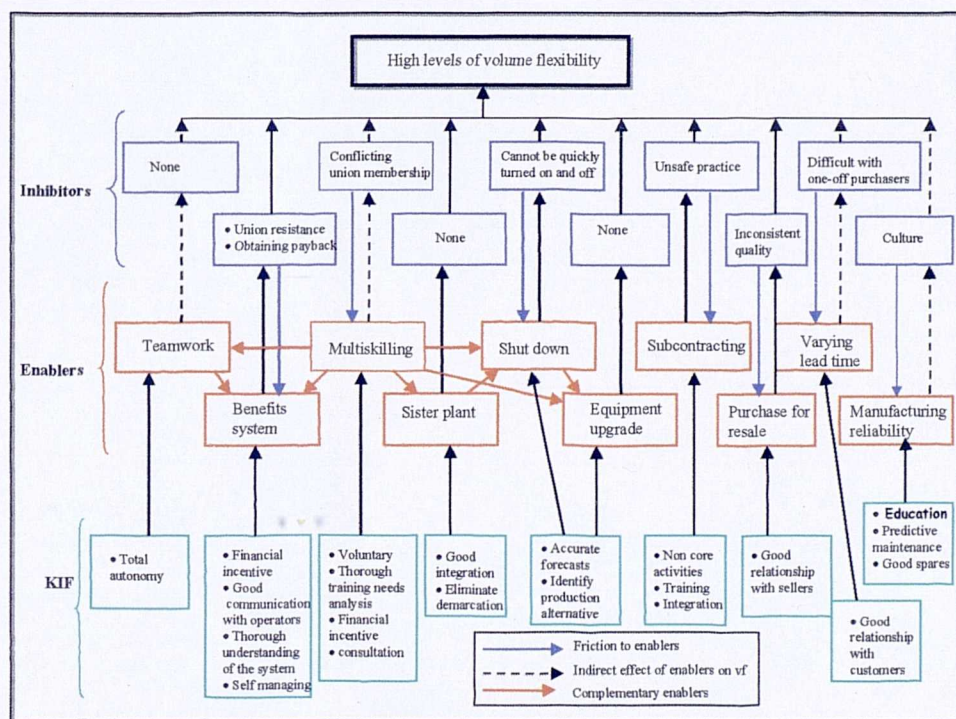 High levels of volume flexibility
Inhibitors
None
Conflicting
union membership
Cannot be quickly
turned on and off
Unsafe practice
Difficult with
one-off purchasers
• Union resistance
• Obtaining payback
None
None
Inconsistent
quality
Culture
Enablers
Teamwork
Multiskilling
Shut down
Subcontracting
Varying
lead time
Benefits
system
Sister plant
Equipment
upgrade
Purchase for
resale
Manufacturing
reliability
KIF
• Total
autonomy
• Financial
incentive
• Good
communication
with operators
• Thorough
understanding
of the system
• Self managing
• Voluntary
• Thorough
training needs
analysis
• Financial
incentive
• consultation
• Good
integration
• Eliminate
demarcation
• Accurate
forecasts
• Identify
production
alternative
• Non core
activities
• Training
• Integration
• Good
relationship
with sellers
• Education
• Predictive
maintenance
• Good spares
• Good
relationship
with
customers
Friction to enablers
Indirect effect of enablers on vf
Complementary enablers